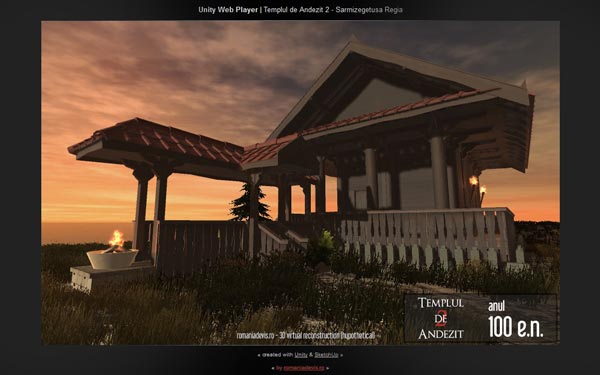 Unity Web Player | Templul de Andezit 2 - Sarmizegetusa Regia
TEMPLUL
2
DE
ANDEZIT
anul
100 e.n.
romaniadevis.ro - 3D virtual reconstruction (hypothetical)
« created with Unity & SketchUp »
« by romaniadevis.ro »